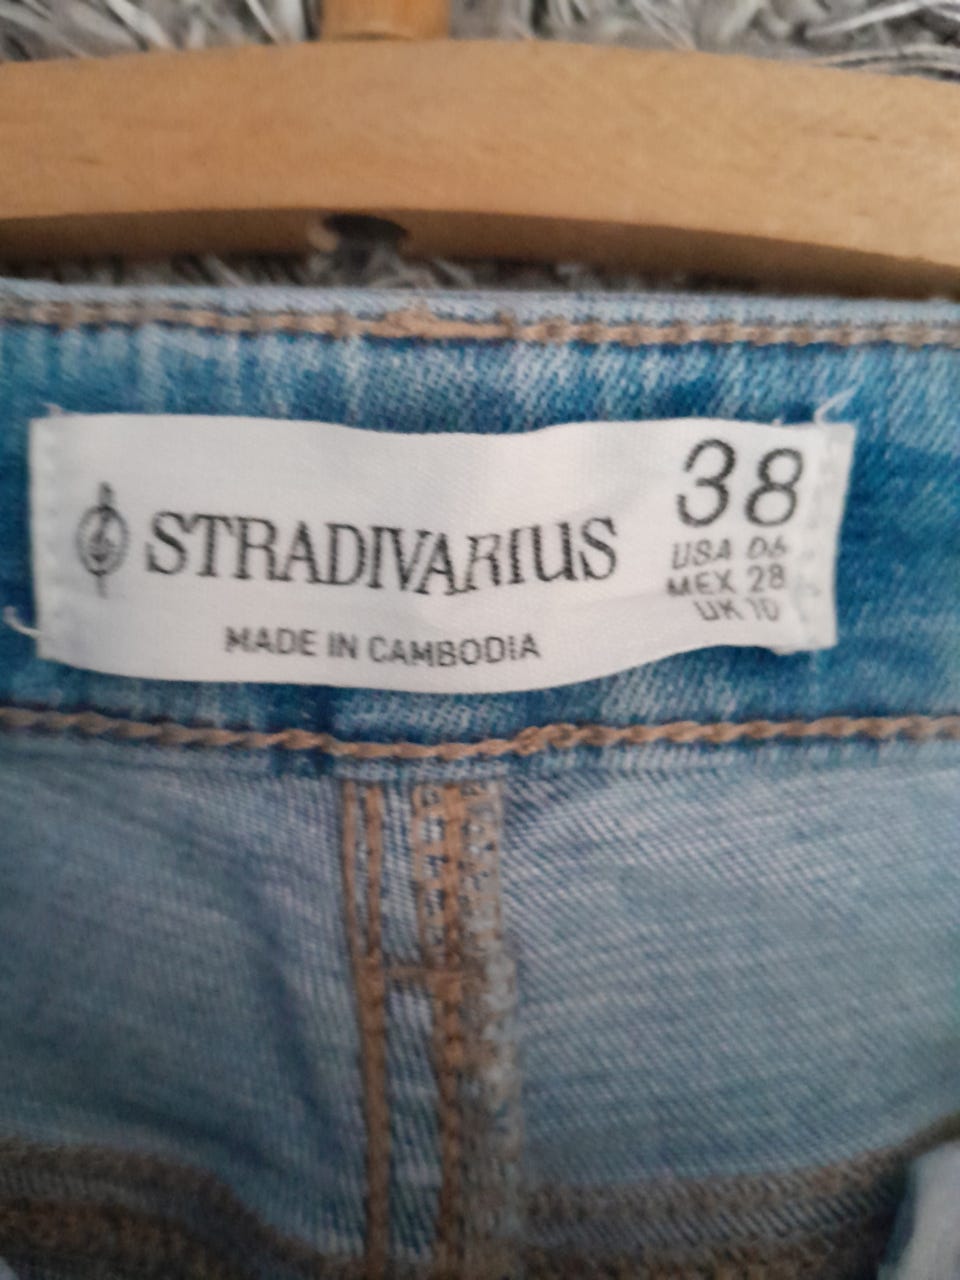 STRADIVARIUS
MADE IN CAMBODIA
38
USA 06
MEX 28
UK 10